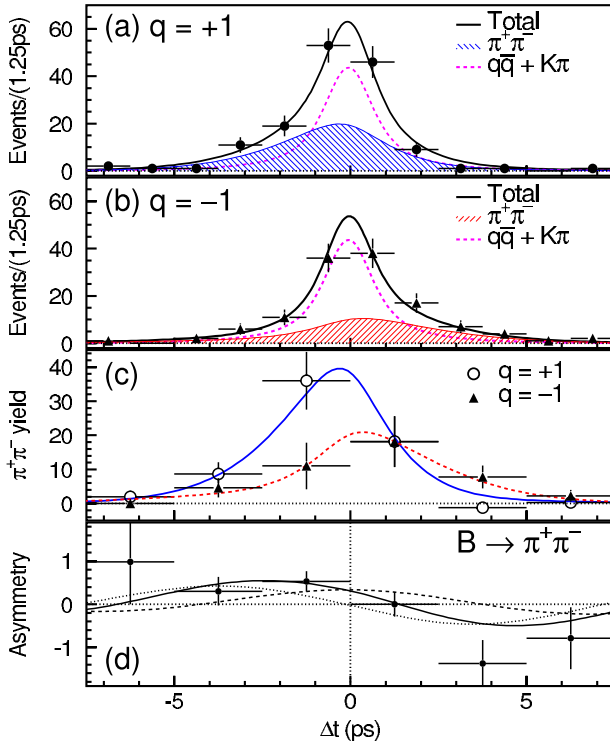 (a) q = +1
Total
π⁺π⁻
qq̅ + Kπ
Events/(1.25ps)
60
40
20
0
(b) q = −1
Total
π⁺π⁻
qq̅ + Kπ
Events/(1.25ps)
60
40
20
0
(c)
q = +1
q = −1
π⁺π⁻ yield
40
30
20
10
0
B → π⁺π⁻
Asymmetry
1
0
-1
(d)
-5 0 5
Δt (ps)